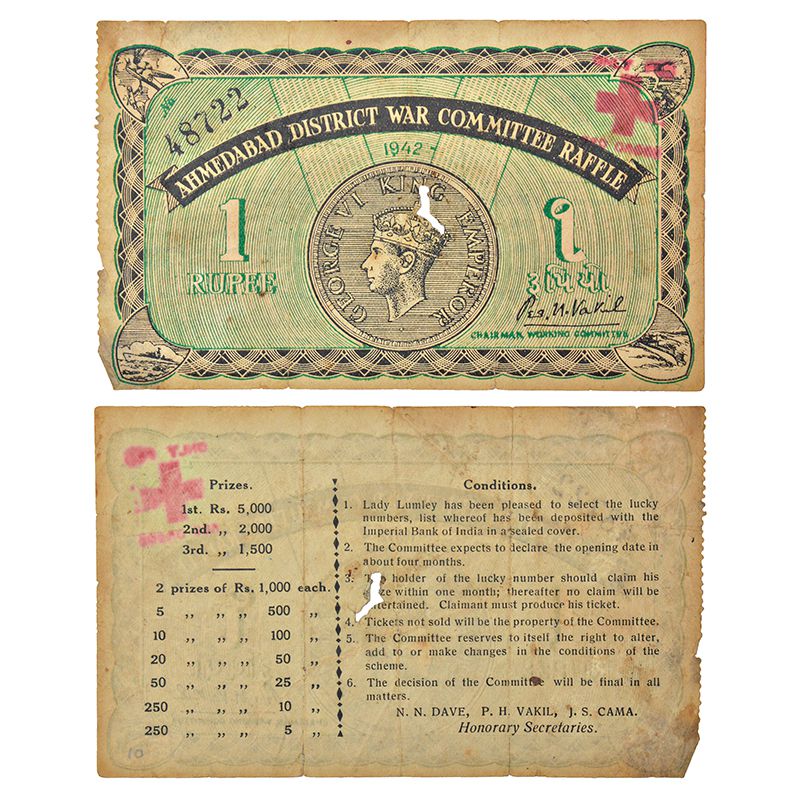 No
48722
AHMEDABAD DISTRICT WAR COMMITTEE RAFFLE
1942
GEORGE VI KING EMPEROR
1
RUPEE
૧
રૂપિયો
P.H. Vakil
CHAIRMAN, WORKING COMMITTEE
Prizes.
1st. Rs. 5,000
2nd. ,, 2,000
3rd. ,, 1,500
2 prizes of Rs. 1,000 each.
5 ,, ,, ,, 500 ,,
10 ,, ,, ,, 100 ,,
20 ,, ,, ,, 50 ,,
50 ,, ,, ,, 25 ,,
250 ,, ,, ,, 10 ,,
250 ,, ,, ,, 5 ,,
10
Conditions.
1. Lady Lumley has been pleased to select the lucky
numbers, list whereof has been deposited with the
Imperial Bank of India in a sealed cover.
2. The Committee expects to declare the opening date in
about four months.
3. holder of the lucky number should claim his
within one month; thereafter no claim will be
Claimant must produce his ticket.
4. Tickets not sold will be the property of the Committee.
5. The Committee reserves to itself the right to alter,
add to or make changes in the conditions of the
scheme.
6. The decision of the Committee will be final in all
matters.
N. N. DAVE, P. H. VAKIL, J. S. CAMA.
Honorary Secretaries.